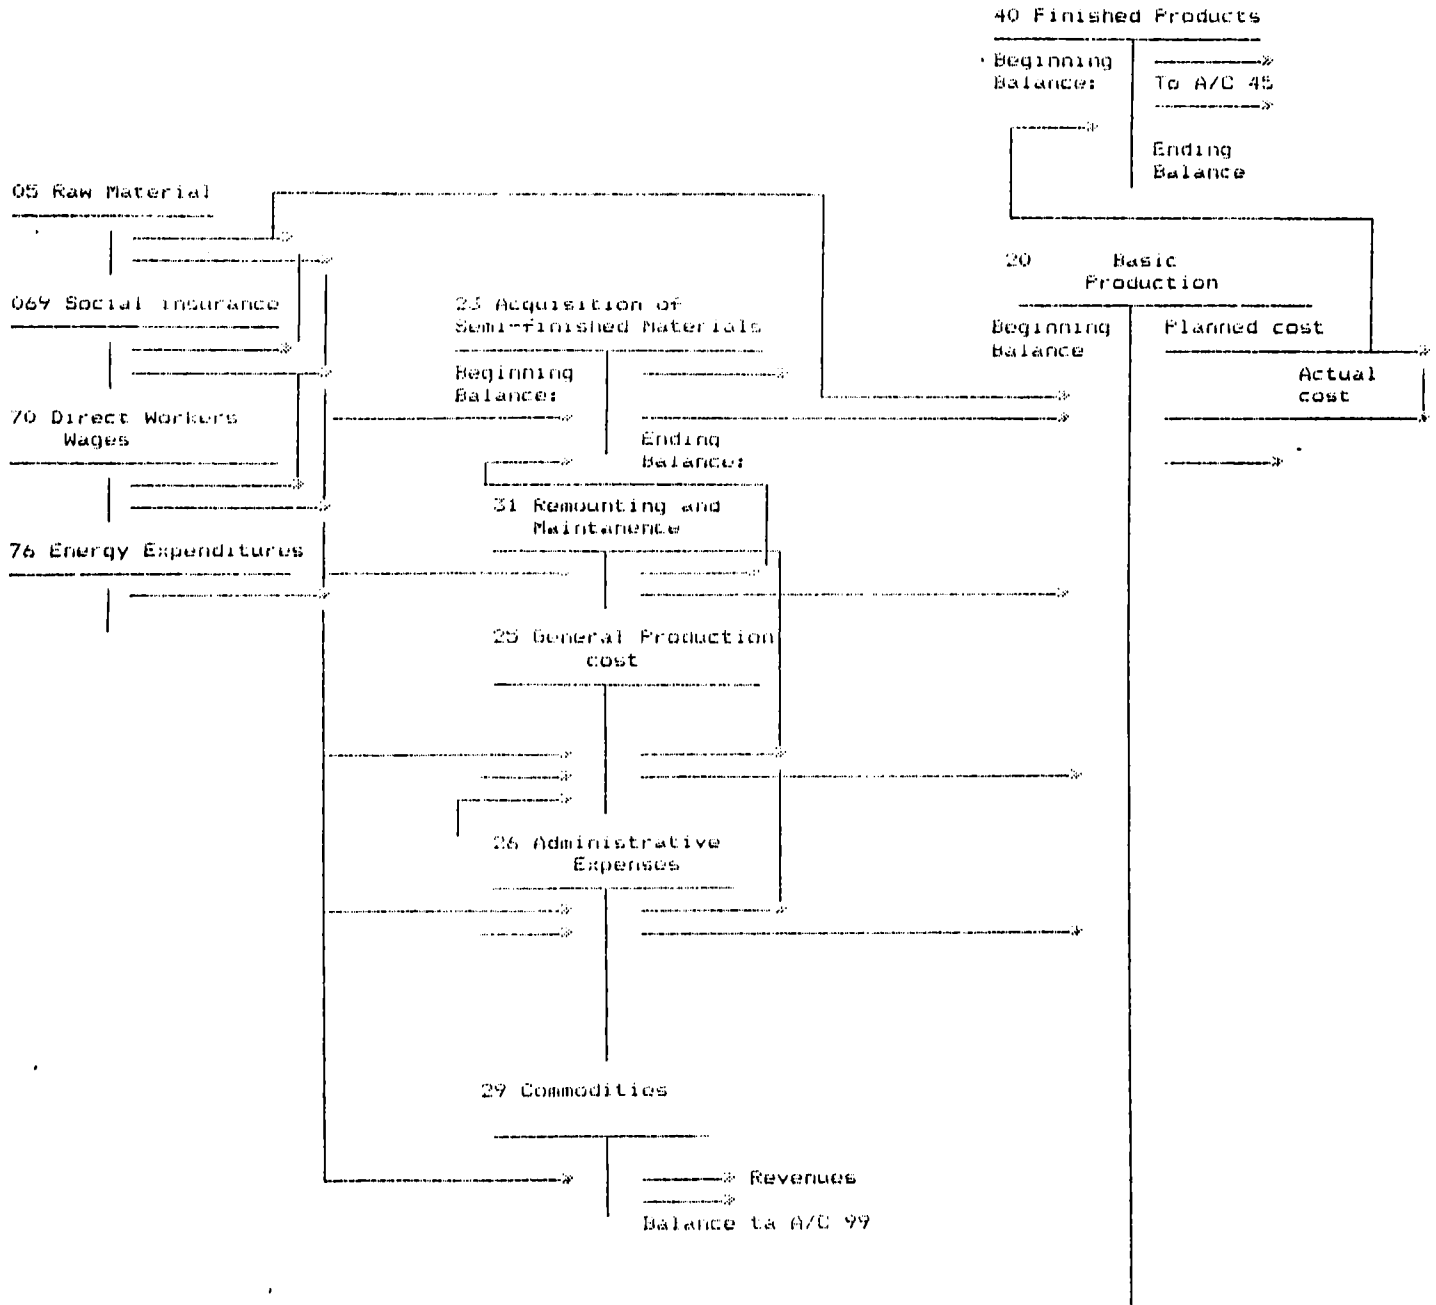 40 Finished Products
Beginning
Balance:
To A/C 45
Ending
Balance
05 Raw Material
069 Social insurance
70 Direct Workers
Wages
76 Energy Expenditures
23 Acquisition of
Semi-finished Materials
Beginning
Balance:
Ending
Balance:
31 Remounting and
Maintanence
25 General Production
cost
26 Administrative
Expenses
29 Commodities
Revenues
Balance ta A/C 99
20 Basic
Production
Beginning
Balance
Planned cost
Actual
cost